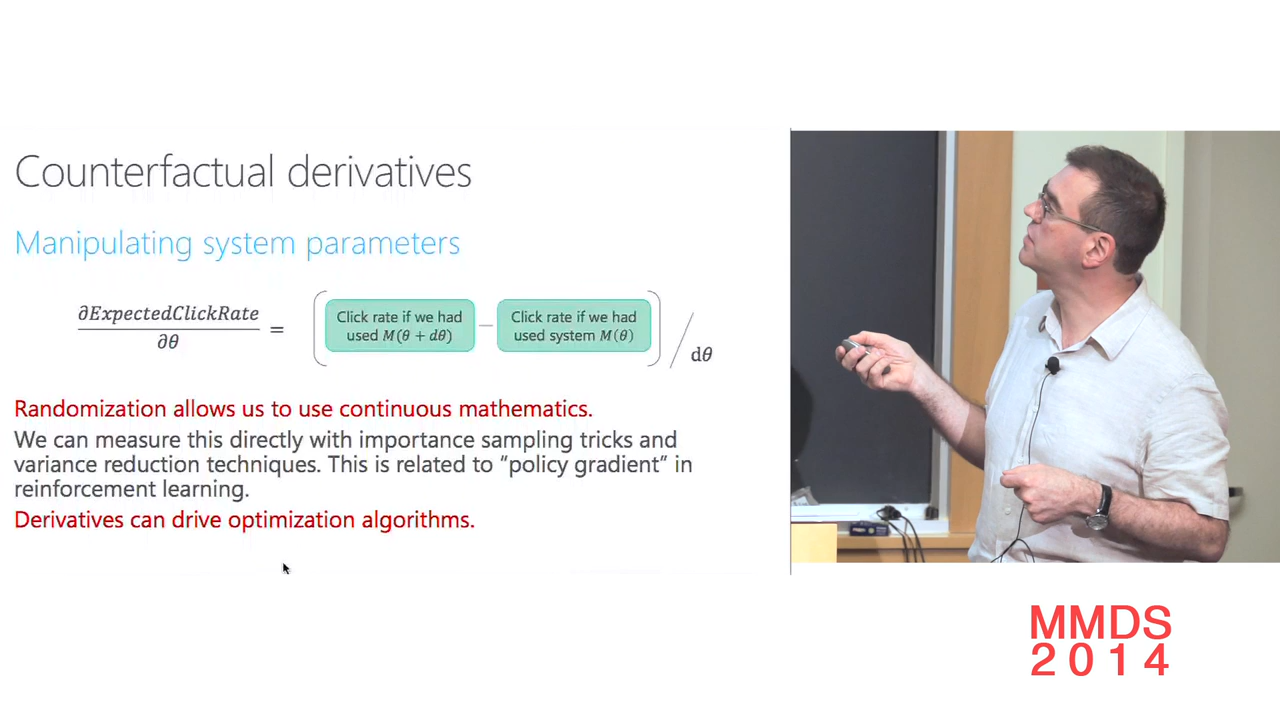 Counterfactual derivatives
Manipulating system parameters
∂ExpectedClickRate
∂θ
=
Click rate if we had
used M(θ + dθ)
−
Click rate if we had
used system M(θ)
dθ
Randomization allows us to use continuous mathematics.
We can measure this directly with importance sampling tricks and
variance reduction techniques. This is related to “policy gradient” in
reinforcement learning.
Derivatives can drive optimization algorithms.
MMDS
2014